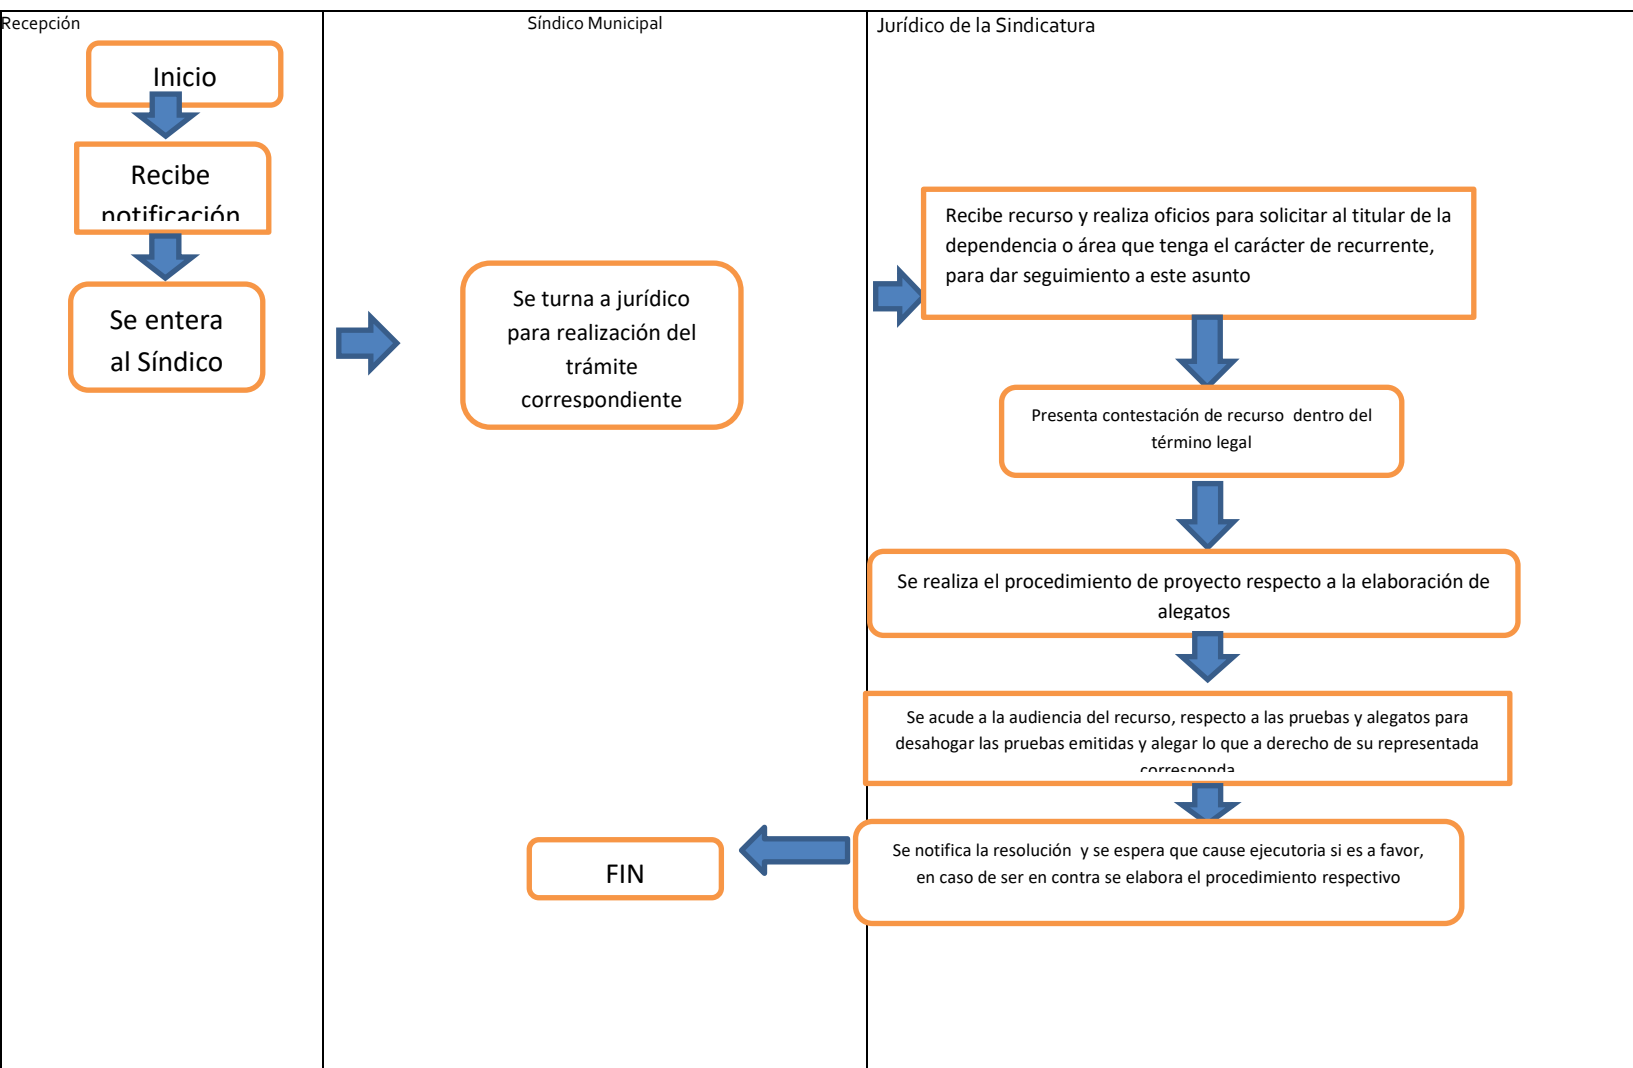 Recepción
Síndico Municipal
Jurídico de la Sindicatura
Inicio
Recibe
notificación
Se entera
al Síndico
Se turna a jurídico
para realización del
trámite
correspondiente
Recibe recurso y realiza oficios para solicitar al titular de la
dependencia o área que tenga el carácter de recurrente,
para dar seguimiento a este asunto
Presenta contestación de recurso  dentro del
término legal
Se realiza el procedimiento de proyecto respecto a la elaboración de
alegatos
Se acude a la audiencia del recurso, respecto a las pruebas y alegatos para
desahogar las pruebas emitidas y alegar lo que a derecho de su representada
corresponda
Se notifica la resolución  y se espera que cause ejecutoria si es a favor,
en caso de ser en contra se elabora el procedimiento respectivo
FIN